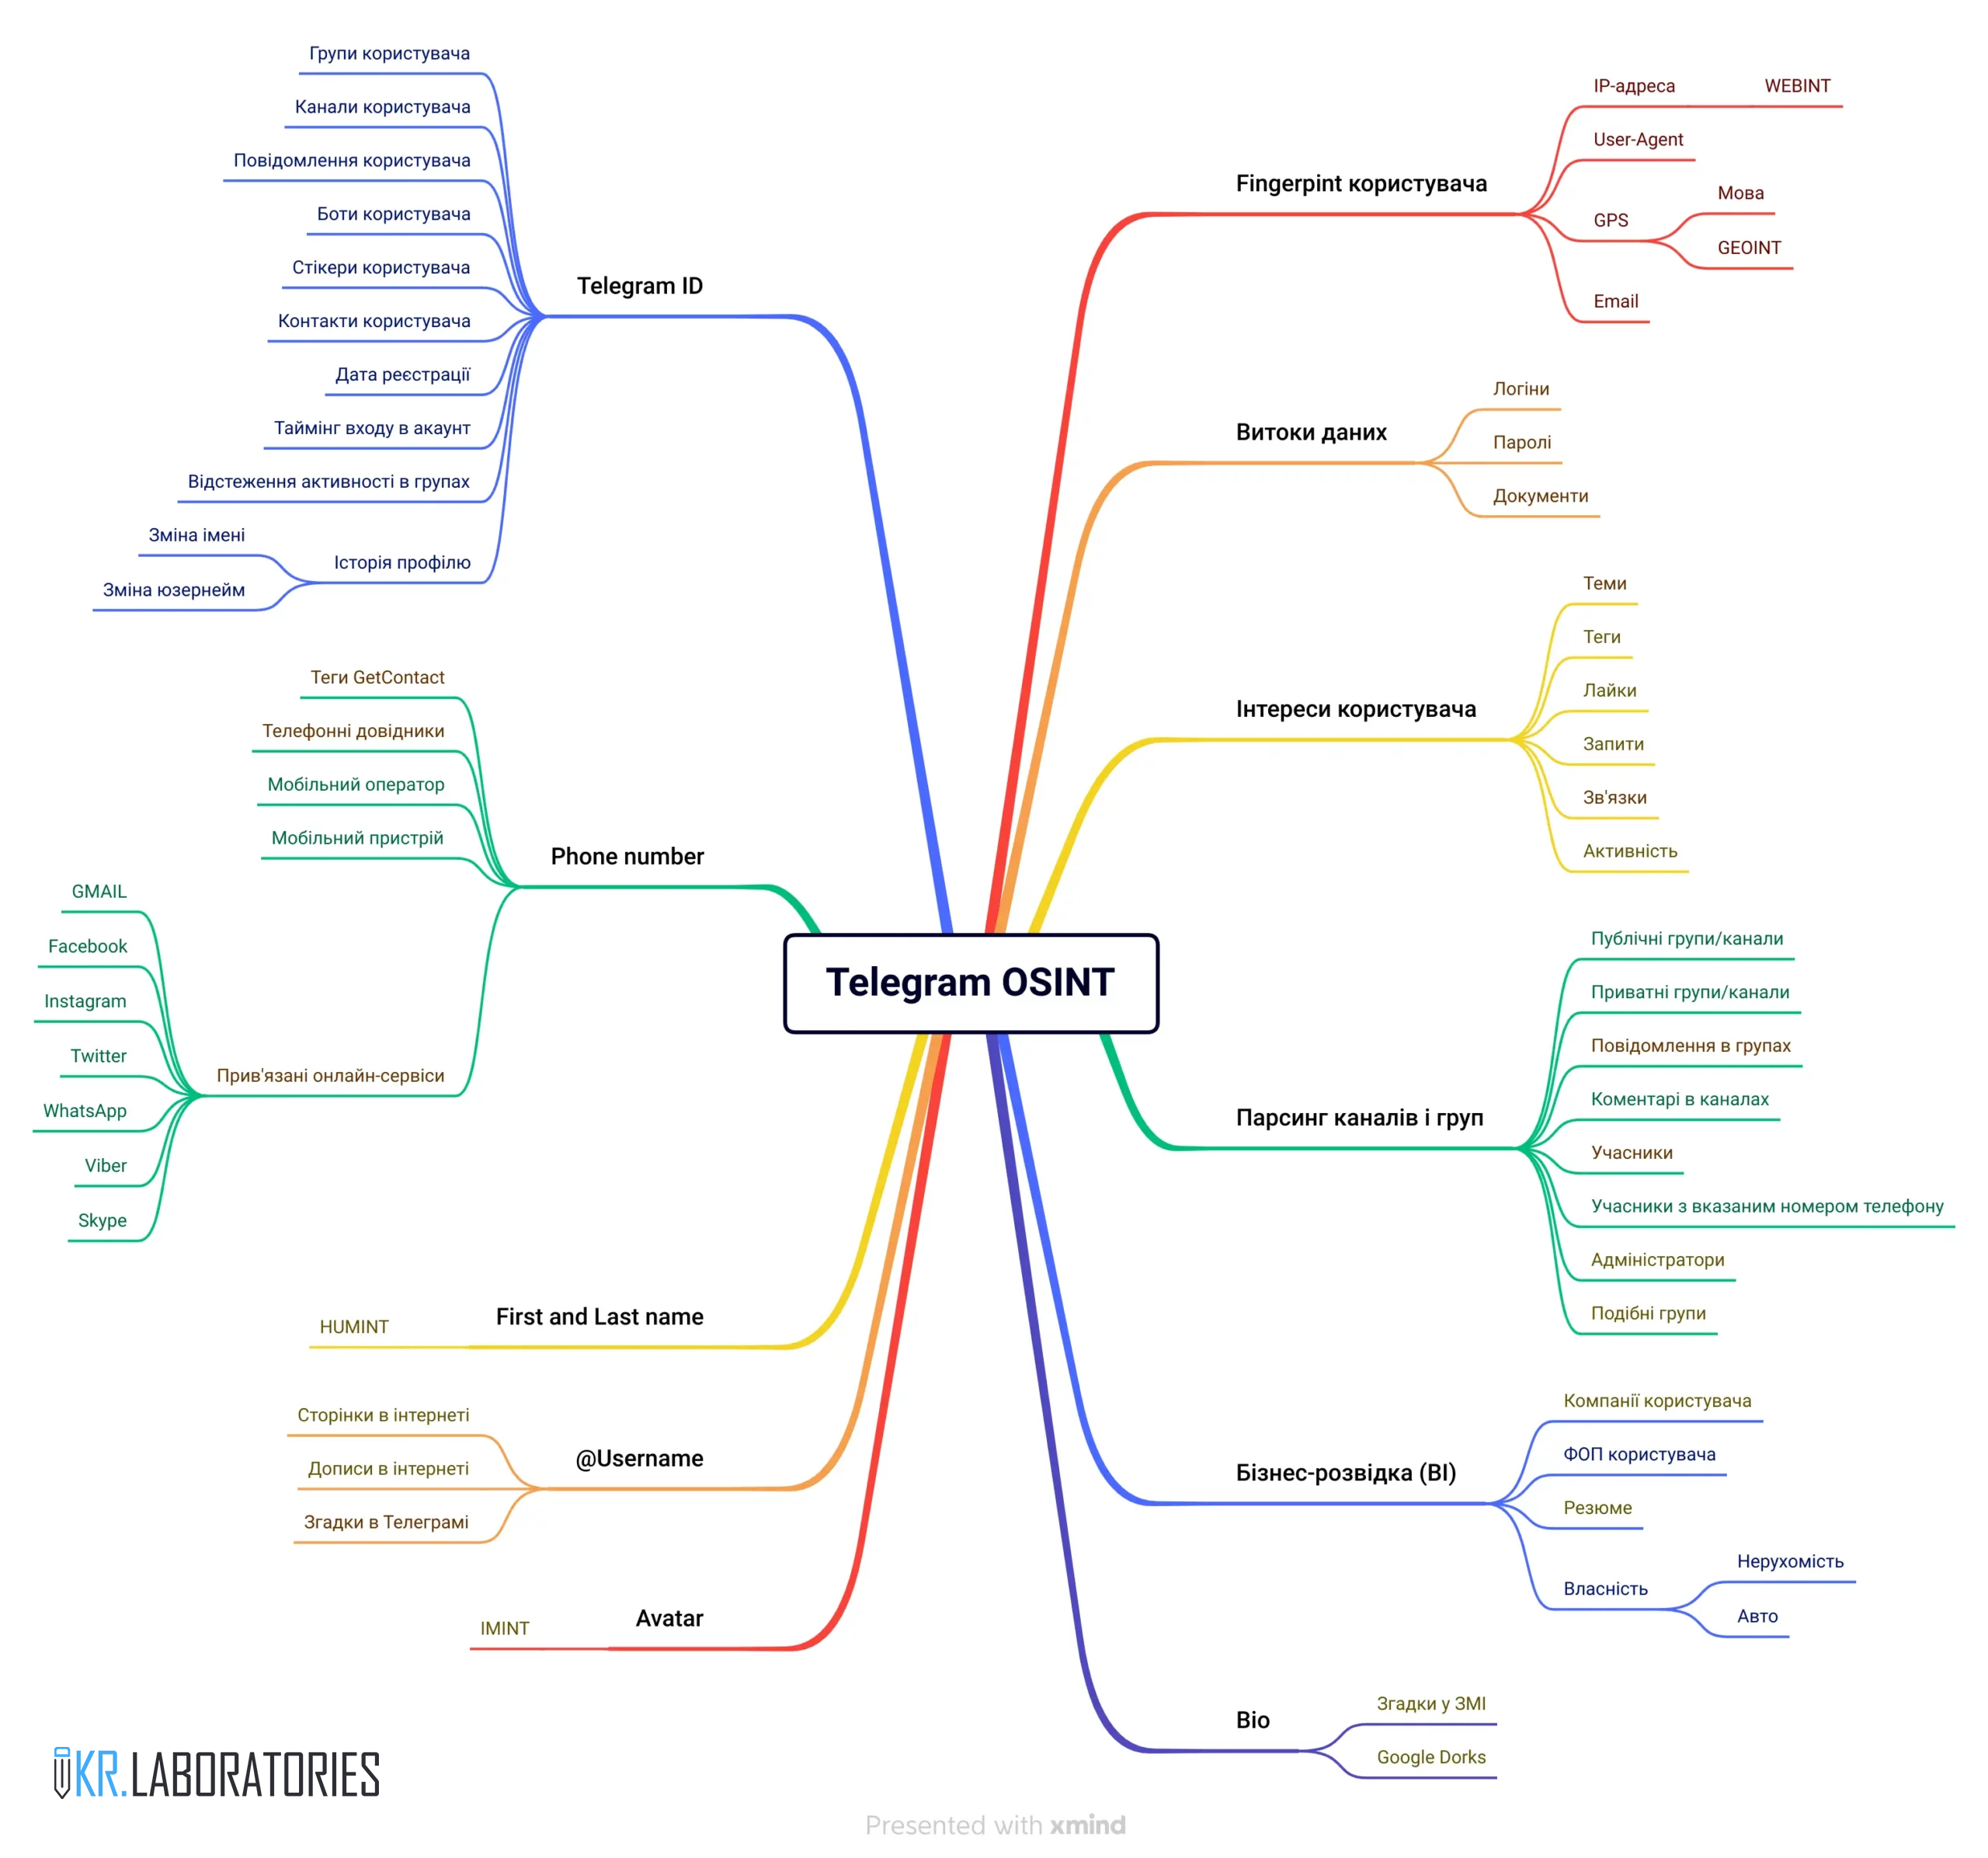 Telegram OSINT
Telegram ID
Групи користувача
Канали користувача
Повідомлення користувача
Боти користувача
Стікери користувача
Контакти користувача
Дата реєстрації
Таймінг входу в акаунт
Відстеження активності в групах
Історія профілю
Зміна імені
Зміна юзернейм
Phone number
Теги GetContact
Телефонні довідники
Мобільний оператор
Мобільний пристрій
Прив'язані онлайн-сервіси
GMAIL
Facebook
Instagram
Twitter
WhatsApp
Viber
Skype
First and Last name
HUMINT
@Username
Сторінки в інтернеті
Дописи в інтернеті
Згадки в Телеграмі
Avatar
IMINT
Fingerpint користувача
IP-адреса
WEBINT
User-Agent
GPS
Мова
GEOINT
Email
Витоки даних
Логіни
Паролі
Документи
Інтереси користувача
Теми
Теги
Лайки
Запити
Зв'язки
Активність
Парсинг каналів і груп
Публічні групи/канали
Приватні групи/канали
Повідомлення в групах
Коментарі в каналах
Учасники
Учасники з вказаним номером телефону
Адміністратори
Подібні групи
Бізнес-розвідка (BI)
Компанії користувача
ФОП користувача
Резюме
Власність
Нерухомість
Авто
Bio
Згадки у ЗМІ
Google Dorks
KR.LABORATORIES
Presented with xmind